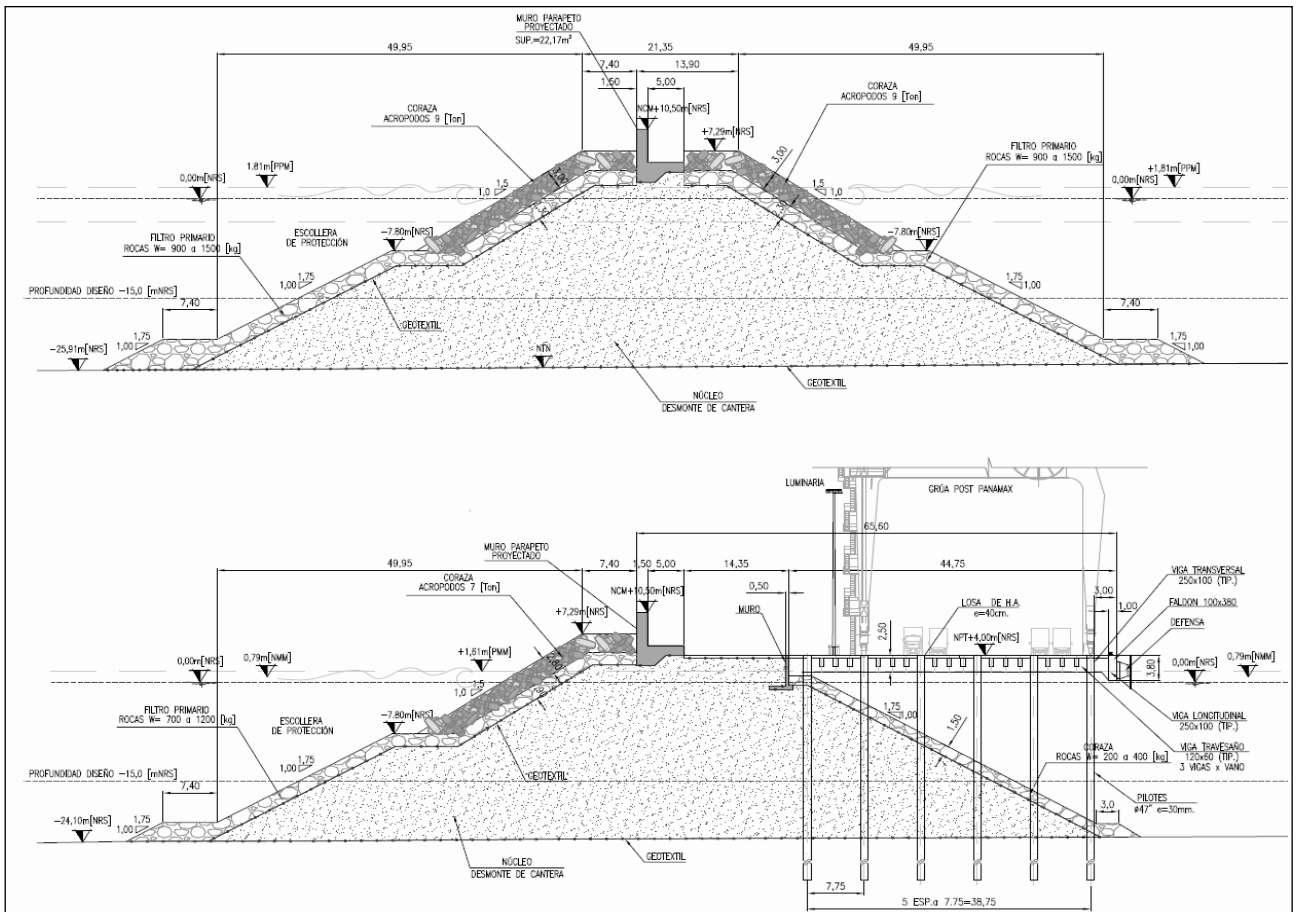 MURO PARAPETO
PROYECTADO
SUP.=22,17m²
49,95
21,35
49,95
7,40
13,90
1,50
5,00
CORAZA
ACROPODOS 9 [Ton]
NCM+10,50m[NRS]
CORAZA
ACROPODOS 9 [Ton]
+7,29m[NRS]
FILTRO PRIMARIO
ROCAS W= 900 a 1500 [kg]
3,00
3,00
1,5
1,0
1,5
1,0
0,00m[NRS]
1.81m[PPM]
0,00m[NRS]
+1,81m[PPM]
ESCOLLERA
DE PROTECCIÓN
-7.80m[NRS]
-7.80m[NRS]
FILTRO PRIMARIO
ROCAS W= 900 a 1500 [kg]
1,75
1,00
1,75
1,00
PROFUNDIDAD DISEÑO -15,0 [mNRS]
7,40
7,40
GEOTEXTIL
1,75
1,00
1,75
1,00
-25,91m[NRS]
NTN
GEOTEXTIL
NÚCLEO
DESMONTE DE CANTERA
LUMINARIA
GRÚA POST PANAMAX
65,60
MURO PARAPETO
PROYECTADO
49,95
7,40
1,50
5,00
14,35
44,75
CORAZA
ACROPODOS 7 [Ton]
NCM+10,50m[NRS]
0,50
MURO
LOSA DE H.A.
e=40cm.
VIGA TRANSVERSAL
250x100 (TIP.)
3,00
1,00
FALDON 100x380
DEFENSA
+7,29m[NRS]
2,50
NPT+4,00m[NRS]
0,00m[NRS]
0,79m[NMM]
+1,61m[PMM]
2,80
3,80
0,00m[NRS]
0,79m[NMM]
1,5
1,0
FILTRO PRIMARIO
ROCAS W= 700 a 1200 [kg]
ESCOLLERA
DE PROTECCIÓN
-7.80m[NRS]
1,75
1,00
1,50
VIGA LONGITUDINAL
250x100 (TIP.)
1,75
1,00
CORAZA
ROCAS W= 200 a 400 [kg]
VIGA TRAVESAÑO
120x60 (TIP.)
3 VIGAS x VANO
PROFUNDIDAD DISEÑO -15,0 [mNRS]
7,40
GEOTEXTIL
PILOTES
ø47" e=30mm.
3,0
1,75
1,00
-24,10m[NRS]
GEOTEXTIL
NÚCLEO
DESMONTE DE CANTERA
7,75
5 ESP.a 7.75=38,75